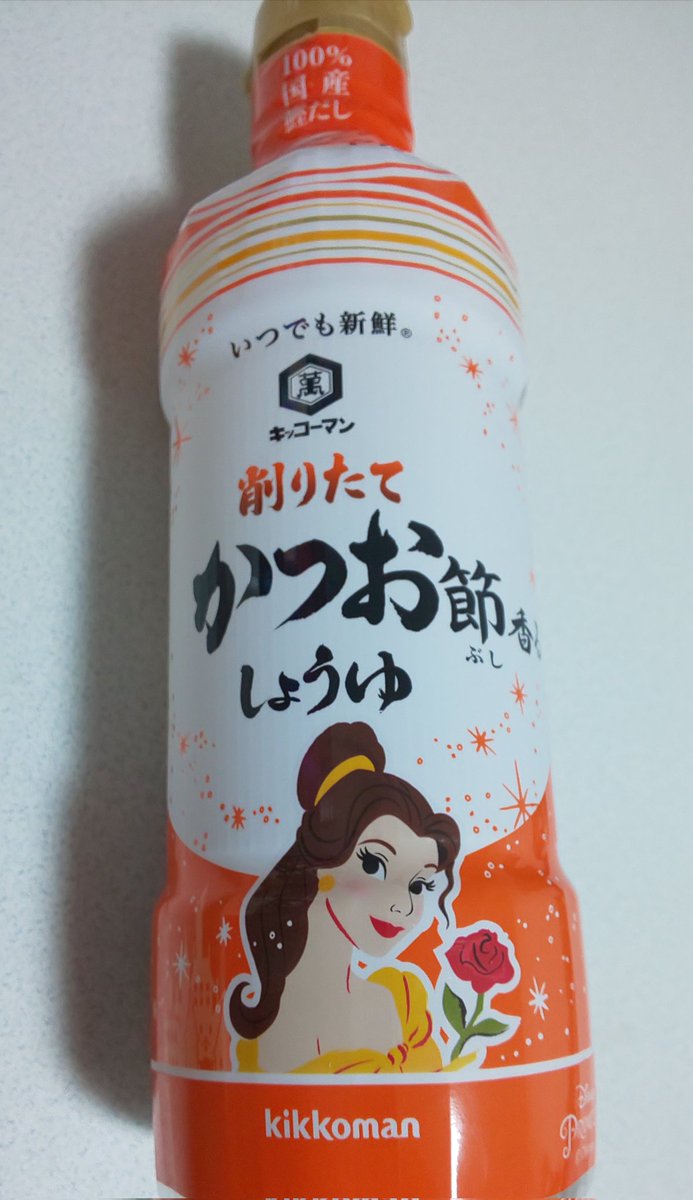 100%
国産
鰹だし
いつでも新鮮®
萬
キッコーマン
削りたて
かつお節香る
ぶし
しょうゆ
kikkoman